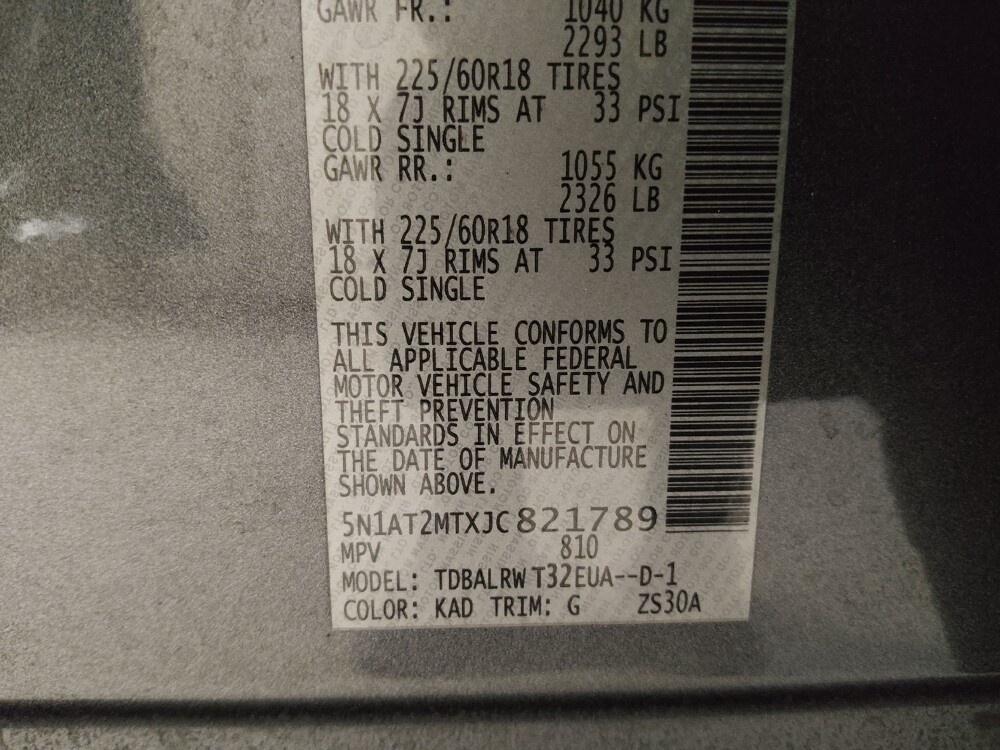 GAWR FR.: 1040 KG
2293 LB
WITH 225/60R18 TIRES
18 X 7J RIMS AT 33 PSI
COLD SINGLE
GAWR RR.: 1055 KG
2326 LB
WITH 225/60R18 TIRES
18 X 7J RIMS AT 33 PSI
COLD SINGLE
THIS VEHICLE CONFORMS TO
ALL APPLICABLE FEDERAL
MOTOR VEHICLE SAFETY AND
THEFT PREVENTION
STANDARDS IN EFFECT ON
THE DATE OF MANUFACTURE
SHOWN ABOVE.
5N1AT2MTXJC821789
MPV 810
MODEL: TDBALRWT32EUA--D-1
COLOR: KAD TRIM: G ZS30A